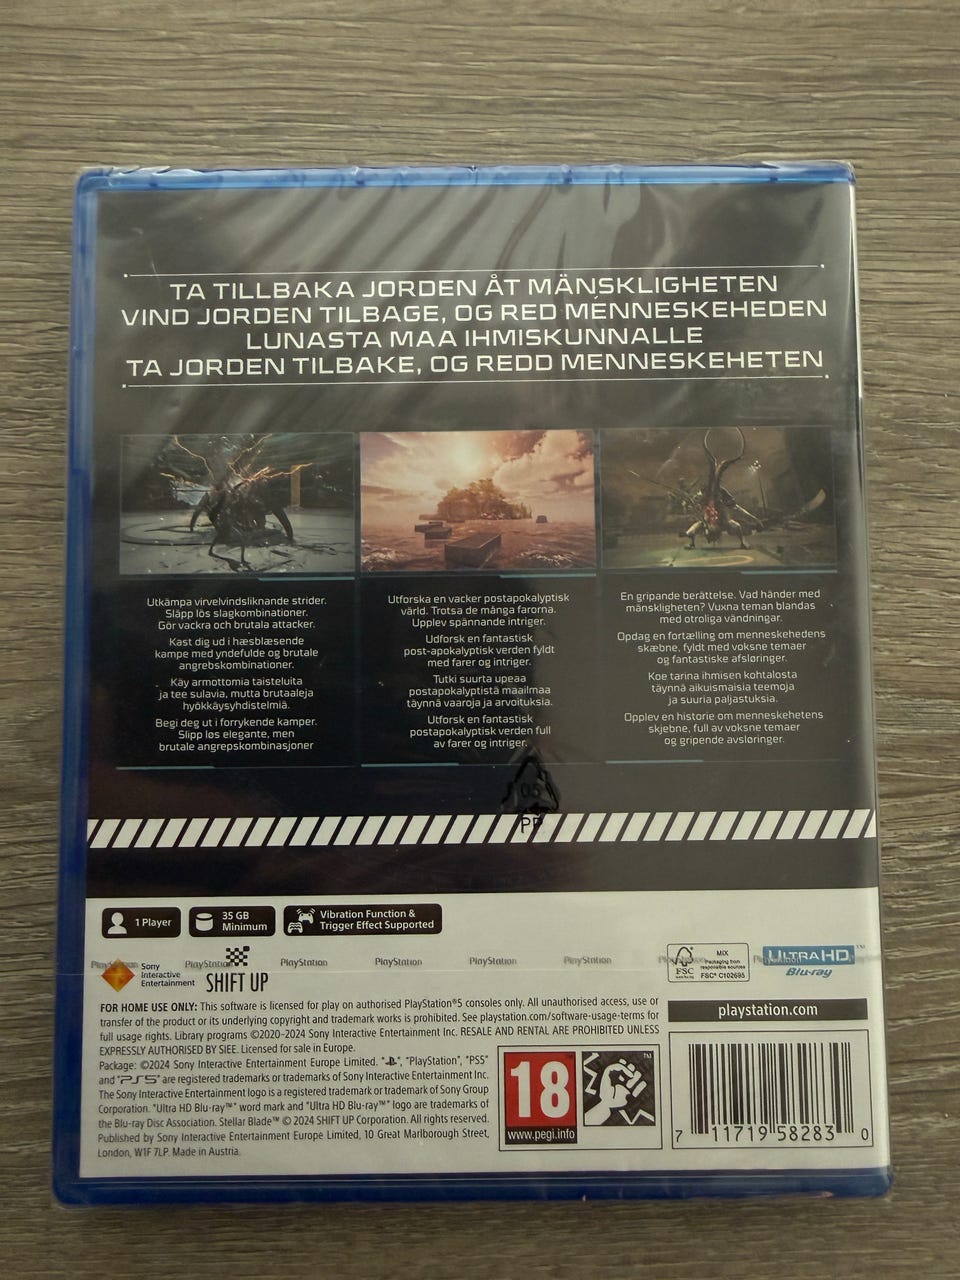 TA TILLBAKA JORDEN ÅT MÄNSKLIGHETEN
VIND JORDEN TILBAGE, OG RED MENNESKEHEDEN
LUNASTA MAA IHMISKUNNALLE
TA JORDEN TILBAKE, OG REDD MENNESKEHETEN
Utkämpa virvelvindsliknande strider.
Släpp lös slagkombinationer.
Gör vackra och brutala attacker.
Kast dig ud i hæsblæsende
kampe med yndefulde og brutale
angrebskombinationer.
Käy armottomia taisteluita
ja tee sulavia, mutta brutaaleja
hyökkäysyhdistelmiä.
Begi deg ut i forrykende kamper.
Slipp løs elegante, men
brutale angrepskombinasjoner
Utforska en vacker postapokalyptisk
värld. Trotsa de många farorna.
Upplev spännande intriger.
Udforsk en fantastisk
post-apokalyptisk verden fyldt
med farer og intriger.
Tutki suurta upeaa
postapokalyptistä maailmaa
täynnä vaaroja ja arvoituksia.
Utforsk en fantastisk
postapokalyptisk verden full
av farer og intriger.
En gripande berättelse. Vad händer med
mänskligheten? Vuxna teman blandas
med otroliga vändningar.
Opdag en fortælling om menneskehedens
skæbne, fyldt med voksne temaer
og fantastiske afsløringer.
Koe tarina ihmisen kohtalosta
täynnä aikuismaisia teemoja
ja suuria paljastuksia.
Opplev en historie om menneskehetens
skjebne, full av voksne temaer
og gripende avsløringer.
05
PP
1 Player
35 GB
Minimum
Vibration Function &
Trigger Effect Supported
PlayStation PlayStation PlayStation PlayStation PlayStation PlayStation
Sony
Interactive
Entertainment
SHIFT UP
FSC
MIX
Packaging from
responsible sources
FSC® C102695
ULTRA HD™
Blu-ray
FOR HOME USE ONLY: This software is licensed for play on authorised PlayStation®5 consoles only. All unauthorised access, use or
transfer of the product or its underlying copyright and trademark works is prohibited. See playstation.com/software-usage-terms for
full usage rights. Library programs ©2020–2024 Sony Interactive Entertainment Inc. RESALE AND RENTAL ARE PROHIBITED UNLESS
EXPRESSLY AUTHORISED BY SIEE. Licensed for sale in Europe.
Package: ©2024 Sony Interactive Entertainment Europe Limited. " ", "PlayStation", "PS5"
and "PS5" are registered trademarks or trademarks of Sony Interactive Entertainment Inc.
The Sony Interactive Entertainment logo is a registered trademark or trademark of Sony Group
Corporation. "Ultra HD Blu-ray™" word mark and "Ultra HD Blu-ray™" logo are trademarks of
the Blu-ray Disc Association. Stellar Blade™ © 2024 SHIFT UP Corporation. All rights reserved.
Published by Sony Interactive Entertainment Europe Limited, 10 Great Marlborough Street,
London, W1F 7LP. Made in Austria.
18
www.pegi.info
TM
playstation.com
7 11719 58283 0